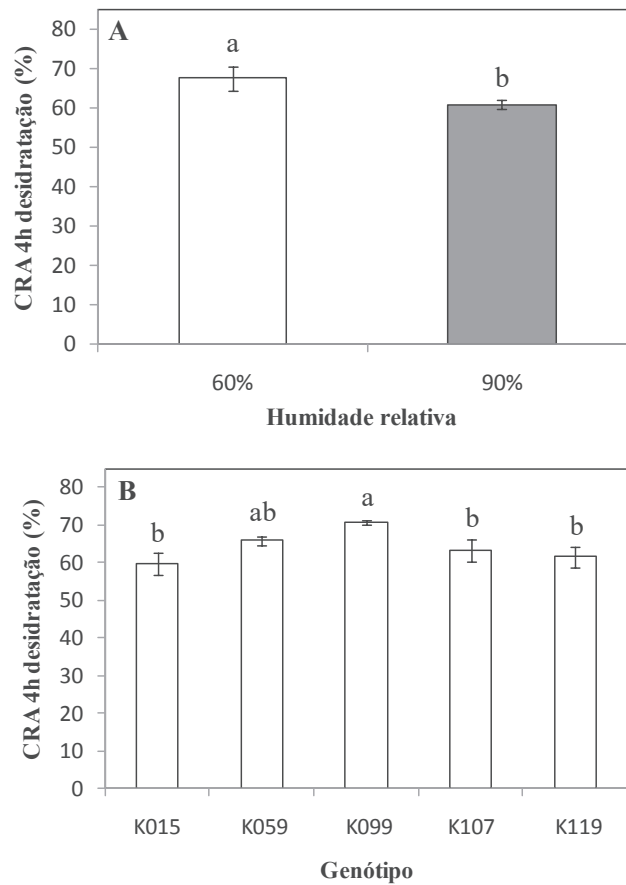 A
CRA 4h desidratação (%)
80
70
60
50
40
30
20
10
0
a
b
60% 90%
Humidade relativa
B
CRA 4h desidratação (%)
80
70
60
50
40
30
20
10
0
b ab a b b
K015 K059 K099 K107 K119
Genótipo